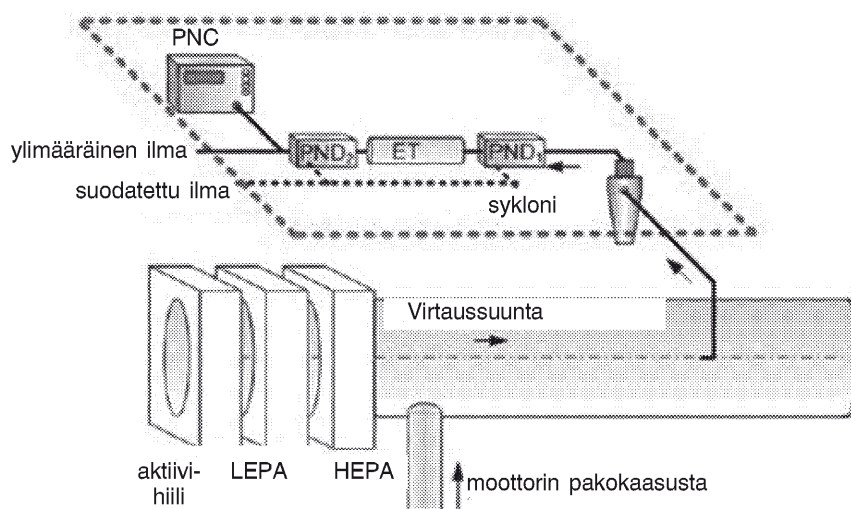 PNC
ylimääräinen ilma
PND₂
ET
PND₁
suodatettu ilma
sykloni
Virtaussuunta
aktiivi-
hiili
LEPA
HEPA
moottorin pakokaasusta